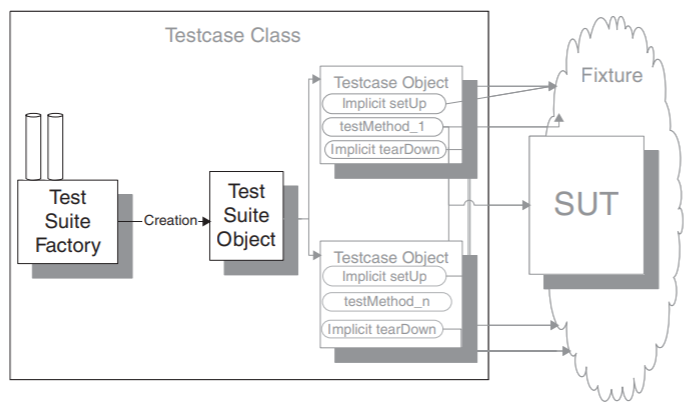 Testcase Class
Fixture
Testcase Object
Implicit setUp
testMethod_1
Implicit tearDown
Test
Suite
Factory
Creation
Test
Suite
Object
SUT
Testcase Object
Implicit setUp
testMethod_n
Implicit tearDown